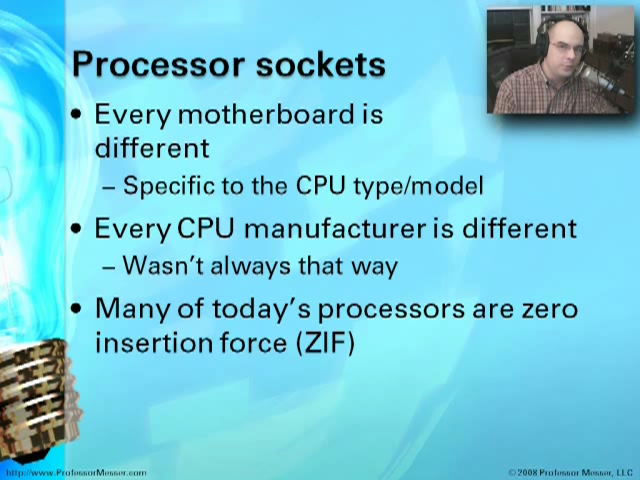 Processor sockets
• Every motherboard is
different
– Specific to the CPU type/model
• Every CPU manufacturer is different
– Wasn't always that way
• Many of today's processors are zero
insertion force (ZIF)
http://www.ProfessorMesser.com
© 2008 Professor Messer, LLC